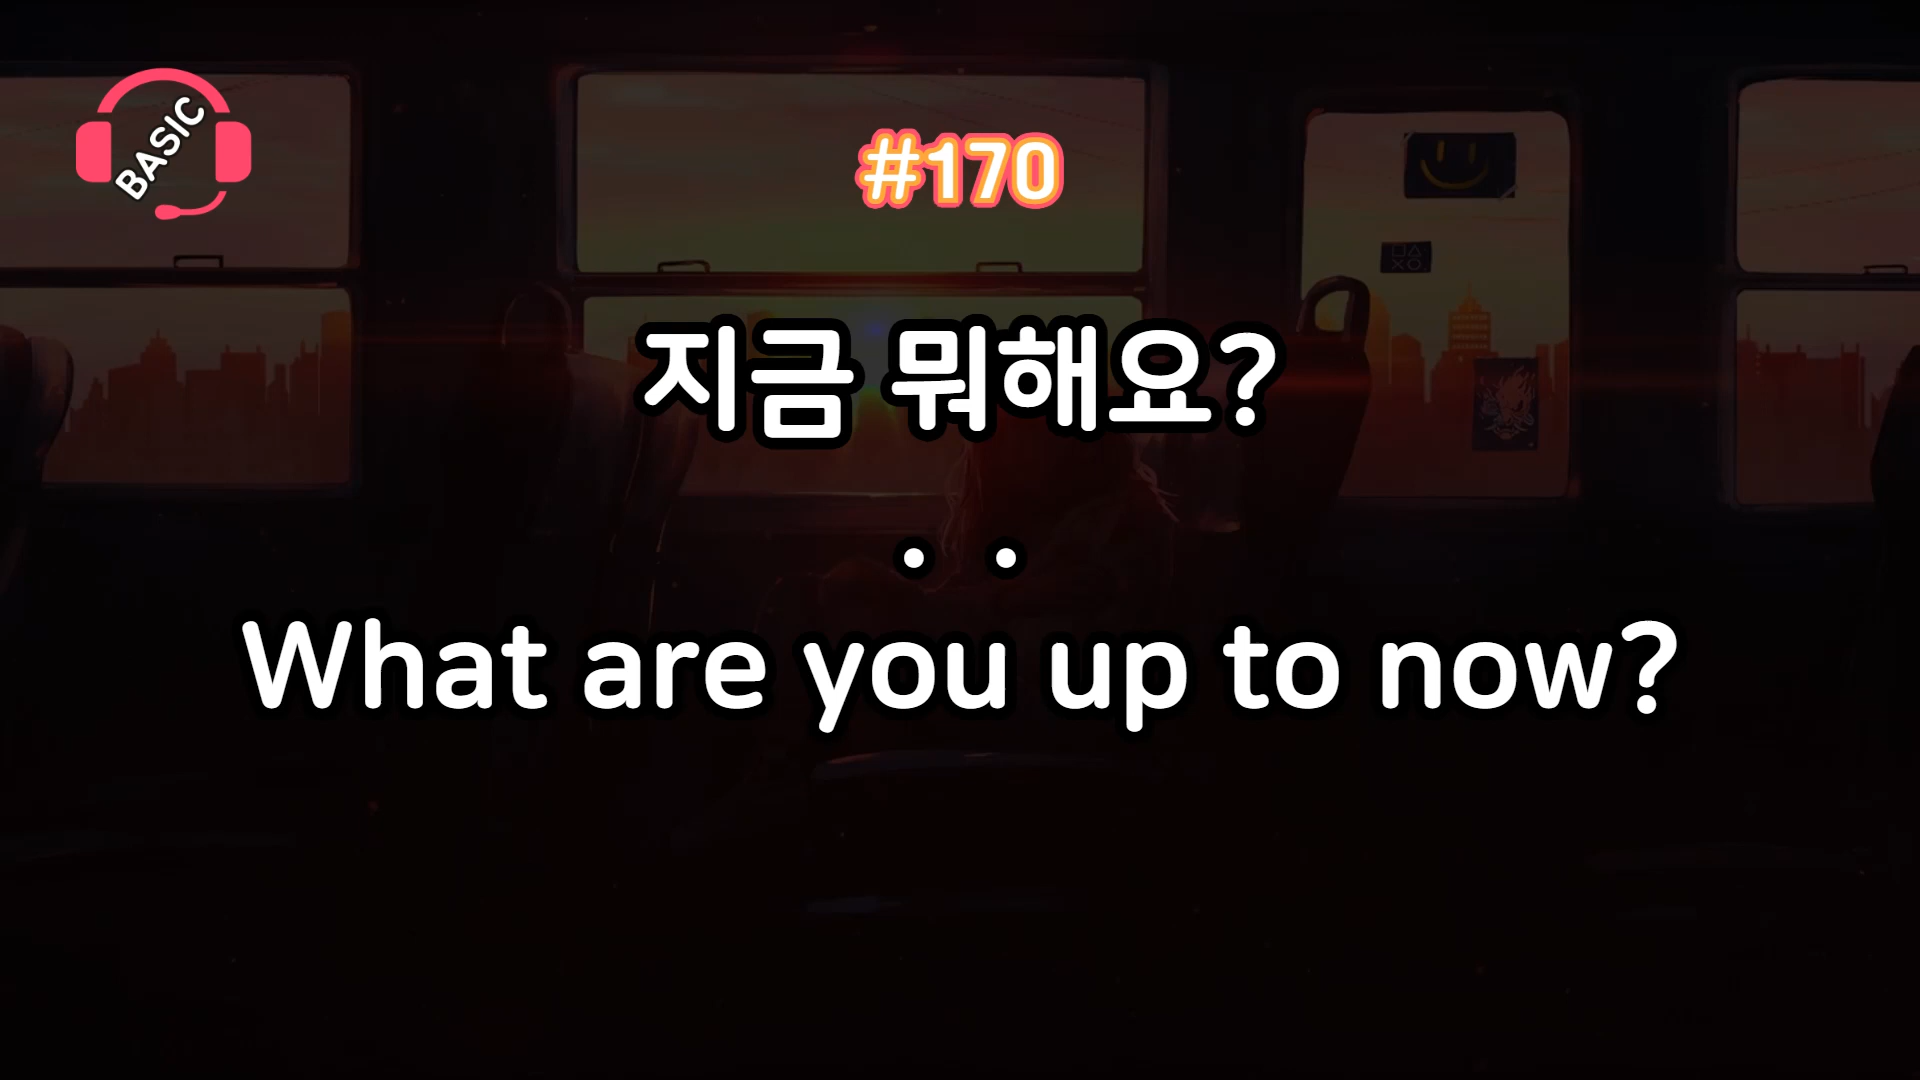 BASIC
#170
지금 뭐해요?
. .
What are you up to now?